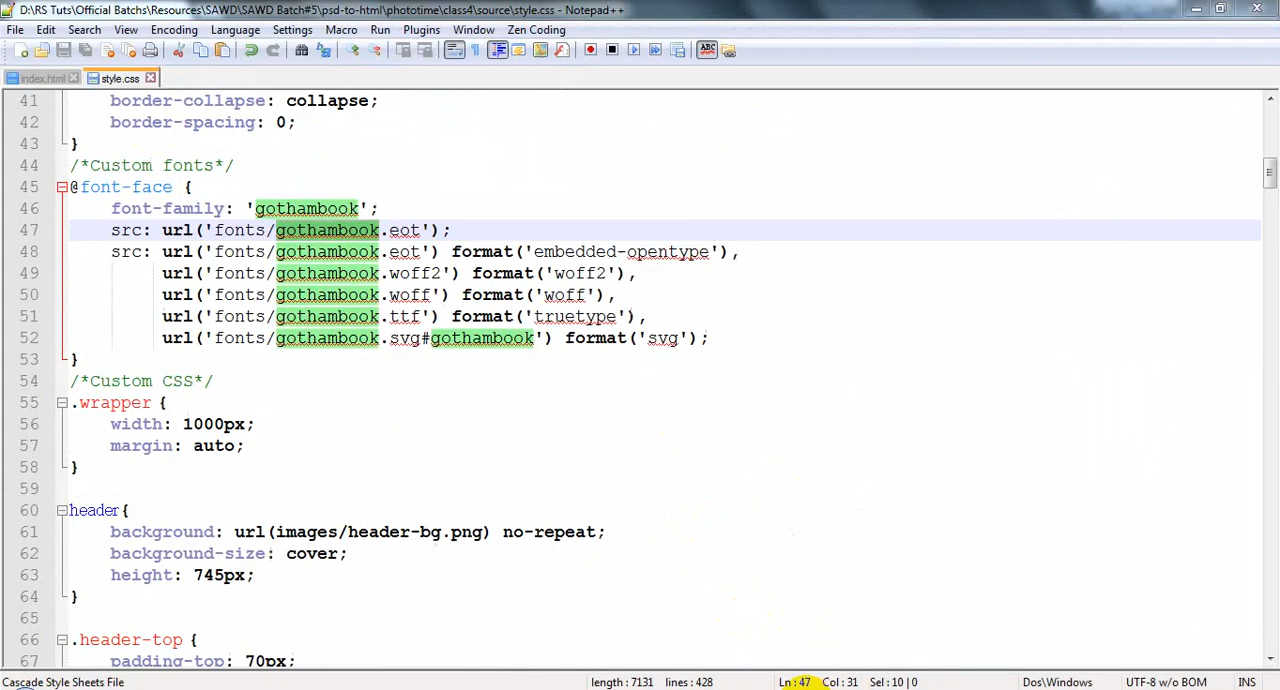 D:\RS Tuts\Official Batchs\Resources\SAWD\SAWD Batch#5\psd-to-html\phototime\class4\source\style.css - Notepad++
File Edit Search View Encoding Language Settings Macro Run Plugins Window Zen Coding
index.html style.css
41 border-collapse: collapse;
42 border-spacing: 0;
43 }
44 /*Custom fonts*/
45 @font-face {
46 font-family: 'gothambook';
47 src: url('fonts/gothambook.eot');
48 src: url('fonts/gothambook.eot') format('embedded-opentype'),
49 url('fonts/gothambook.woff2') format('woff2'),
50 url('fonts/gothambook.woff') format('woff'),
51 url('fonts/gothambook.ttf') format('truetype'),
52 url('fonts/gothambook.svg#gothambook') format('svg');
53 }
54 /*Custom CSS*/
55 .wrapper {
56 width: 1000px;
57 margin: auto;
58 }
59
60 header{
61 background: url(images/header-bg.png) no-repeat;
62 background-size: cover;
63 height: 745px;
64 }
65
66 .header-top {
67 padding-top: 70px;
Cascade Style Sheets File length : 7131 lines : 428 Ln : 47 Col : 31 Sel : 10 | 0 Dos\Windows UTF-8 w/o BOM INS